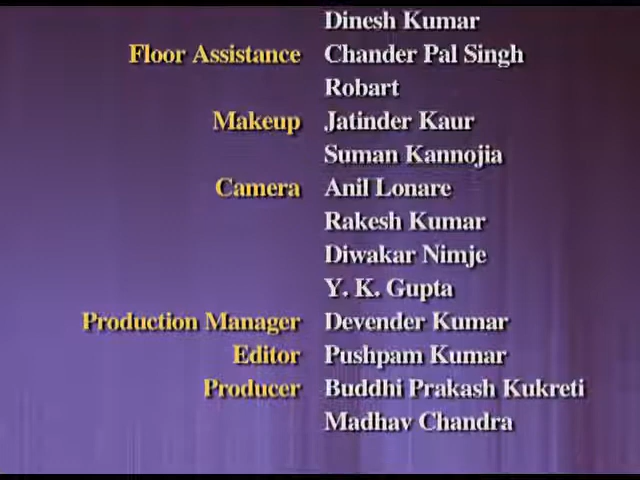 Dinesh Kumar
Floor Assistance Chander Pal Singh
Robart
Makeup Jatinder Kaur
Suman Kannojia
Camera Anil Lonare
Rakesh Kumar
Diwakar Nimje
Y. K. Gupta
Production Manager Devender Kumar
Editor Pushpam Kumar
Producer Buddhi Prakash Kukreti
Madhav Chandra